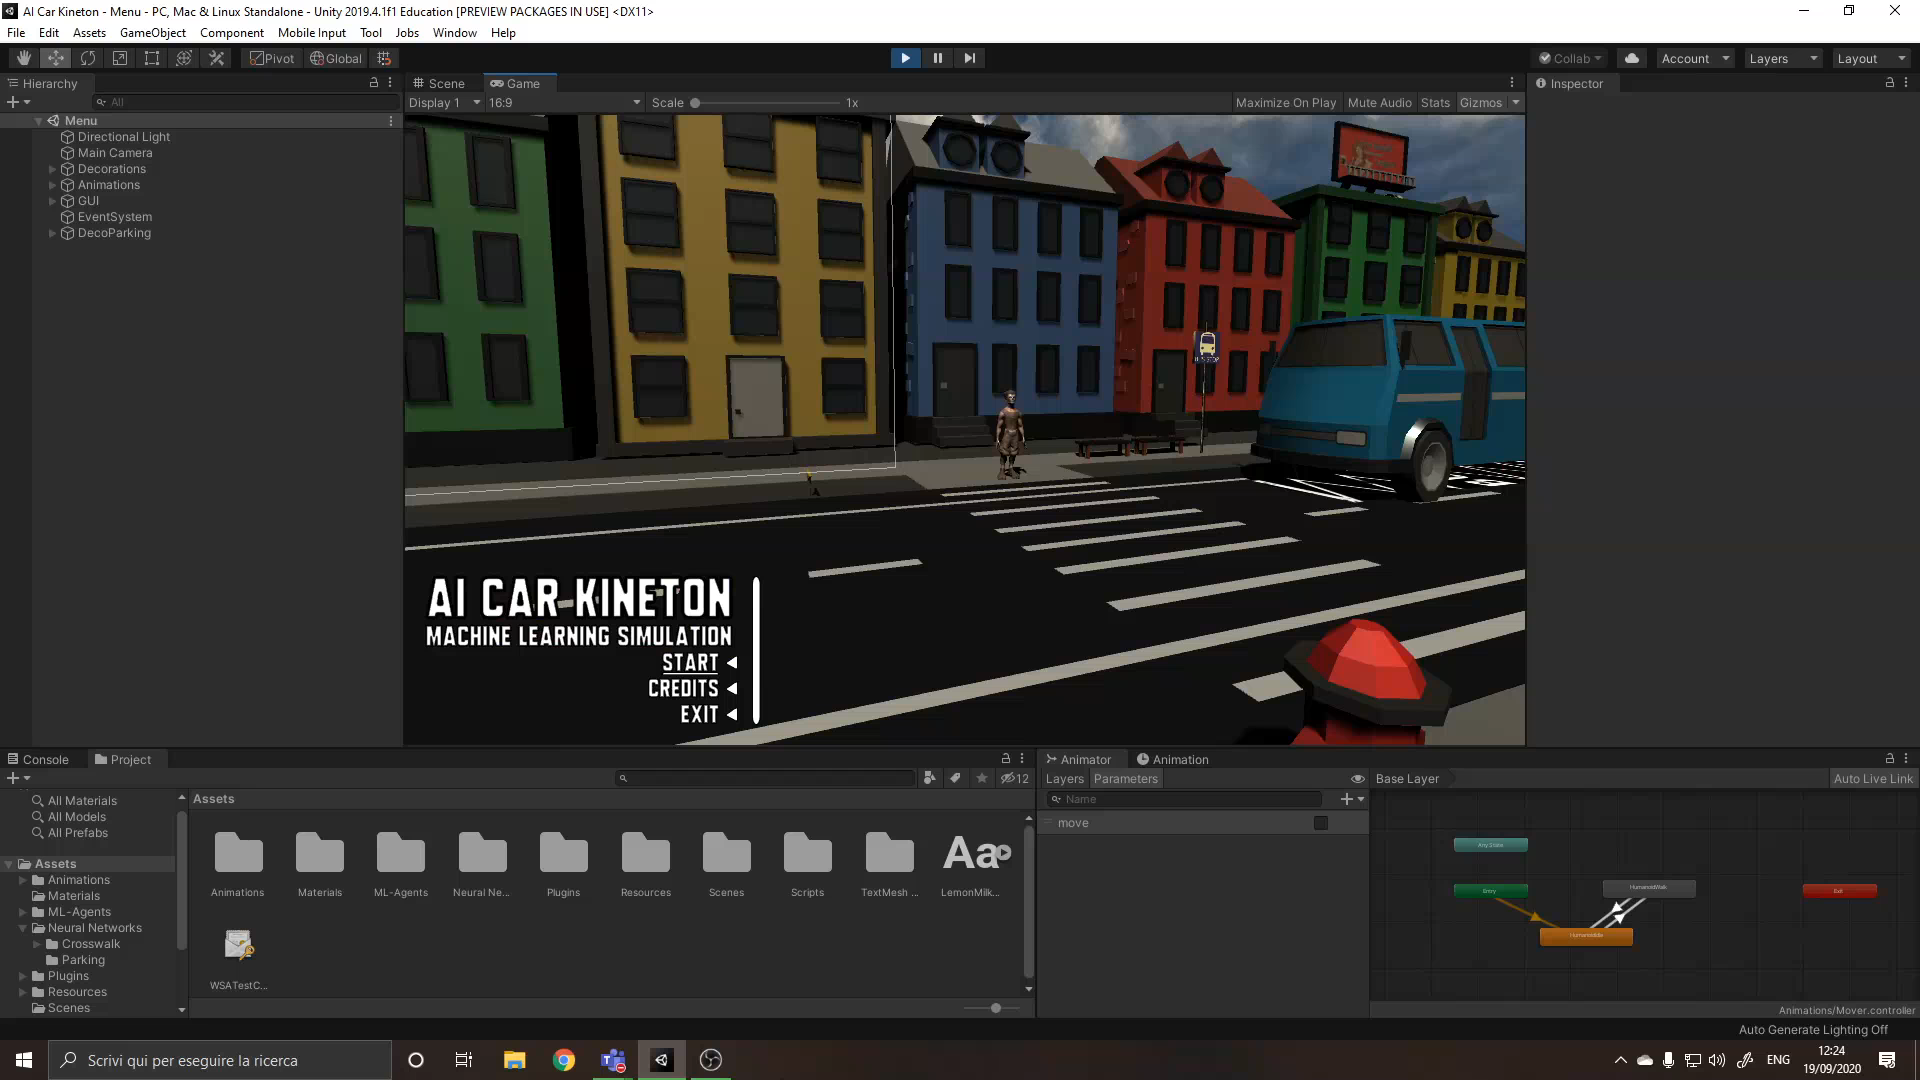 AI Car Kineton - Menu - PC, Mac & Linux Standalone - Unity 2019.4.1f1 Education [PREVIEW PACKAGES IN USE] <DX11>
File Edit Assets GameObject Component Mobile Input Tool Jobs Window Help
Pivot Global Collab Account Layers Layout
Hierarchy Scene Game Inspector
All Display 1 16:9 Scale 1x Maximize On Play Mute Audio Stats Gizmos
Menu
Directional Light
Main Camera
Decorations
Animations
GUI
EventSystem
DecoParking
AI CAR KINETON
MACHINE LEARNING SIMULATION
START
CREDITS
EXIT
Console Project Animator Animation
12 Layers Parameters Base Layer Auto Live Link
All Materials
All Models
All Prefabs
Assets
Animations
Materials
ML-Agents
Neural Networks
Crosswalk
Parking
Plugins
Resources
Scenes
Assets
Aa
Animations Materials ML-Agents Neural Ne... Plugins Resources Scenes Scripts TextMesh ... LemonMilk...
WSATestC...
Name
move
Any State
Entry HumanoidWalk Exit
HumanoidIdle
Animations/Mover.controller
Auto Generate Lighting Off
Scrivi qui per eseguire la ricerca
ENG
12:24
19/09/2020